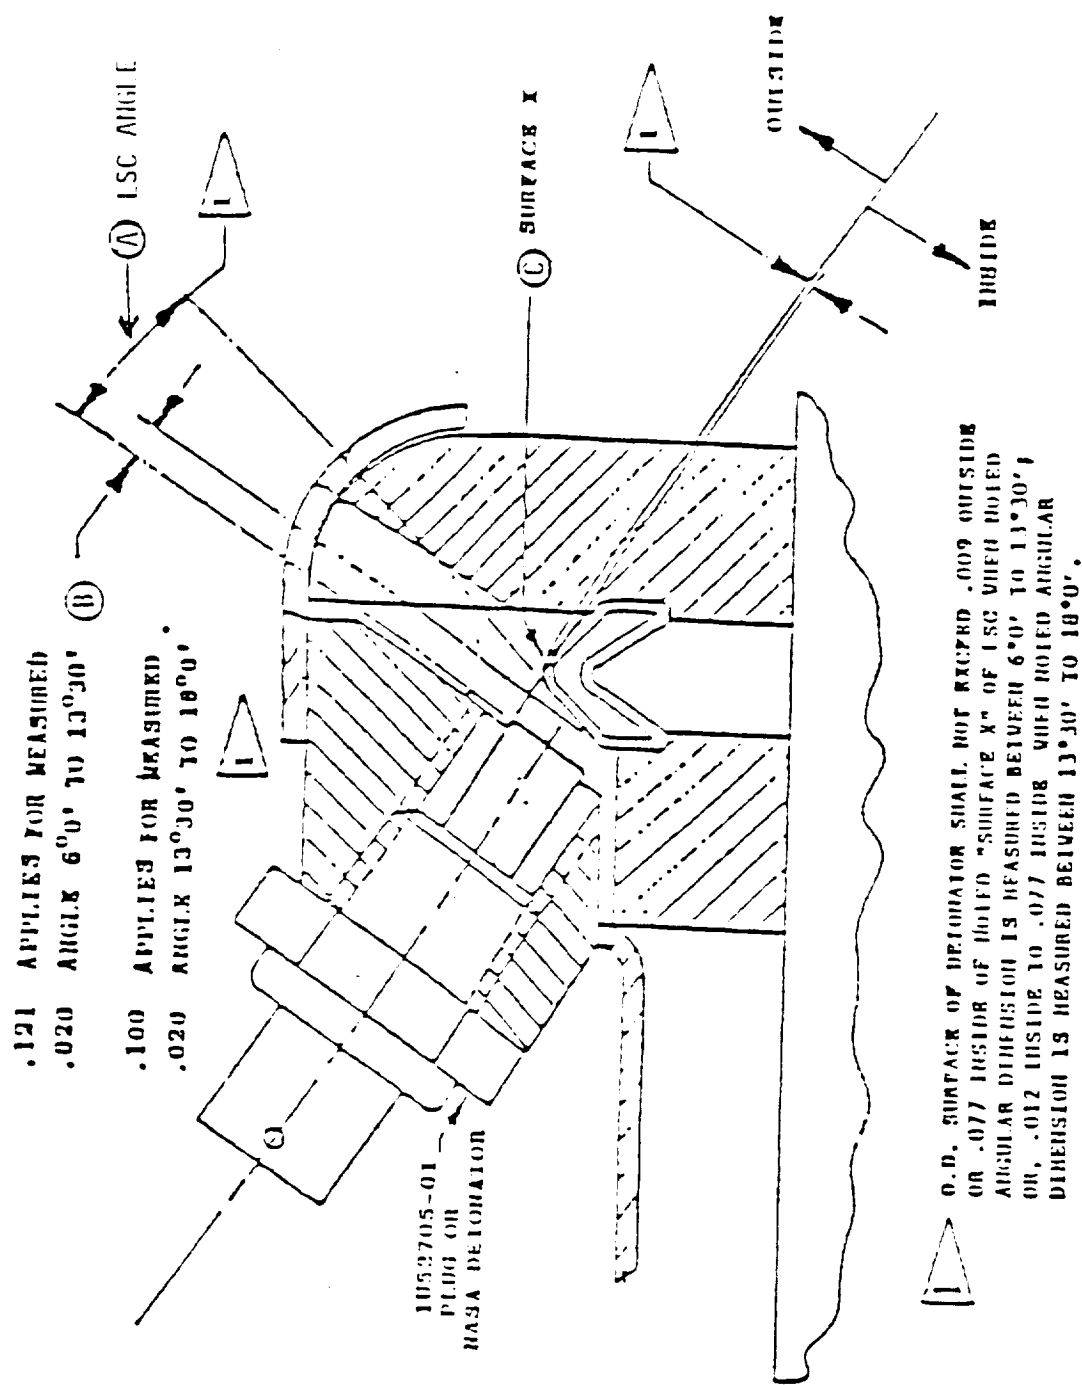 .121 APPLIES FOR MEASURED
.020 ANGLE 6°0' TO 13°30'
.100 APPLIES FOR MEASURED
.020 ANGLE 13°30' TO 18°0'.
B
1
A LSC ANGLE
1
C SURFACE X
1
OUTSIDE
INSIDE
1052705-01
PLUG OR
NASA DETONATOR
1 O.D. SURFACE OF DETONATOR SHALL NOT EXCEED .009 OUTSIDE
OR .077 INSIDE OF NOTED "SURFACE X" OF LSC WHEN NOTED
ANGULAR DIMENSION IS MEASURED BETWEEN 6°0' TO 13°30';
OR, .012 INSIDE TO .077 INSIDE WHEN NOTED ANGULAR
DIMENSION IS MEASURED BETWEEN 13°30' TO 18°0'.